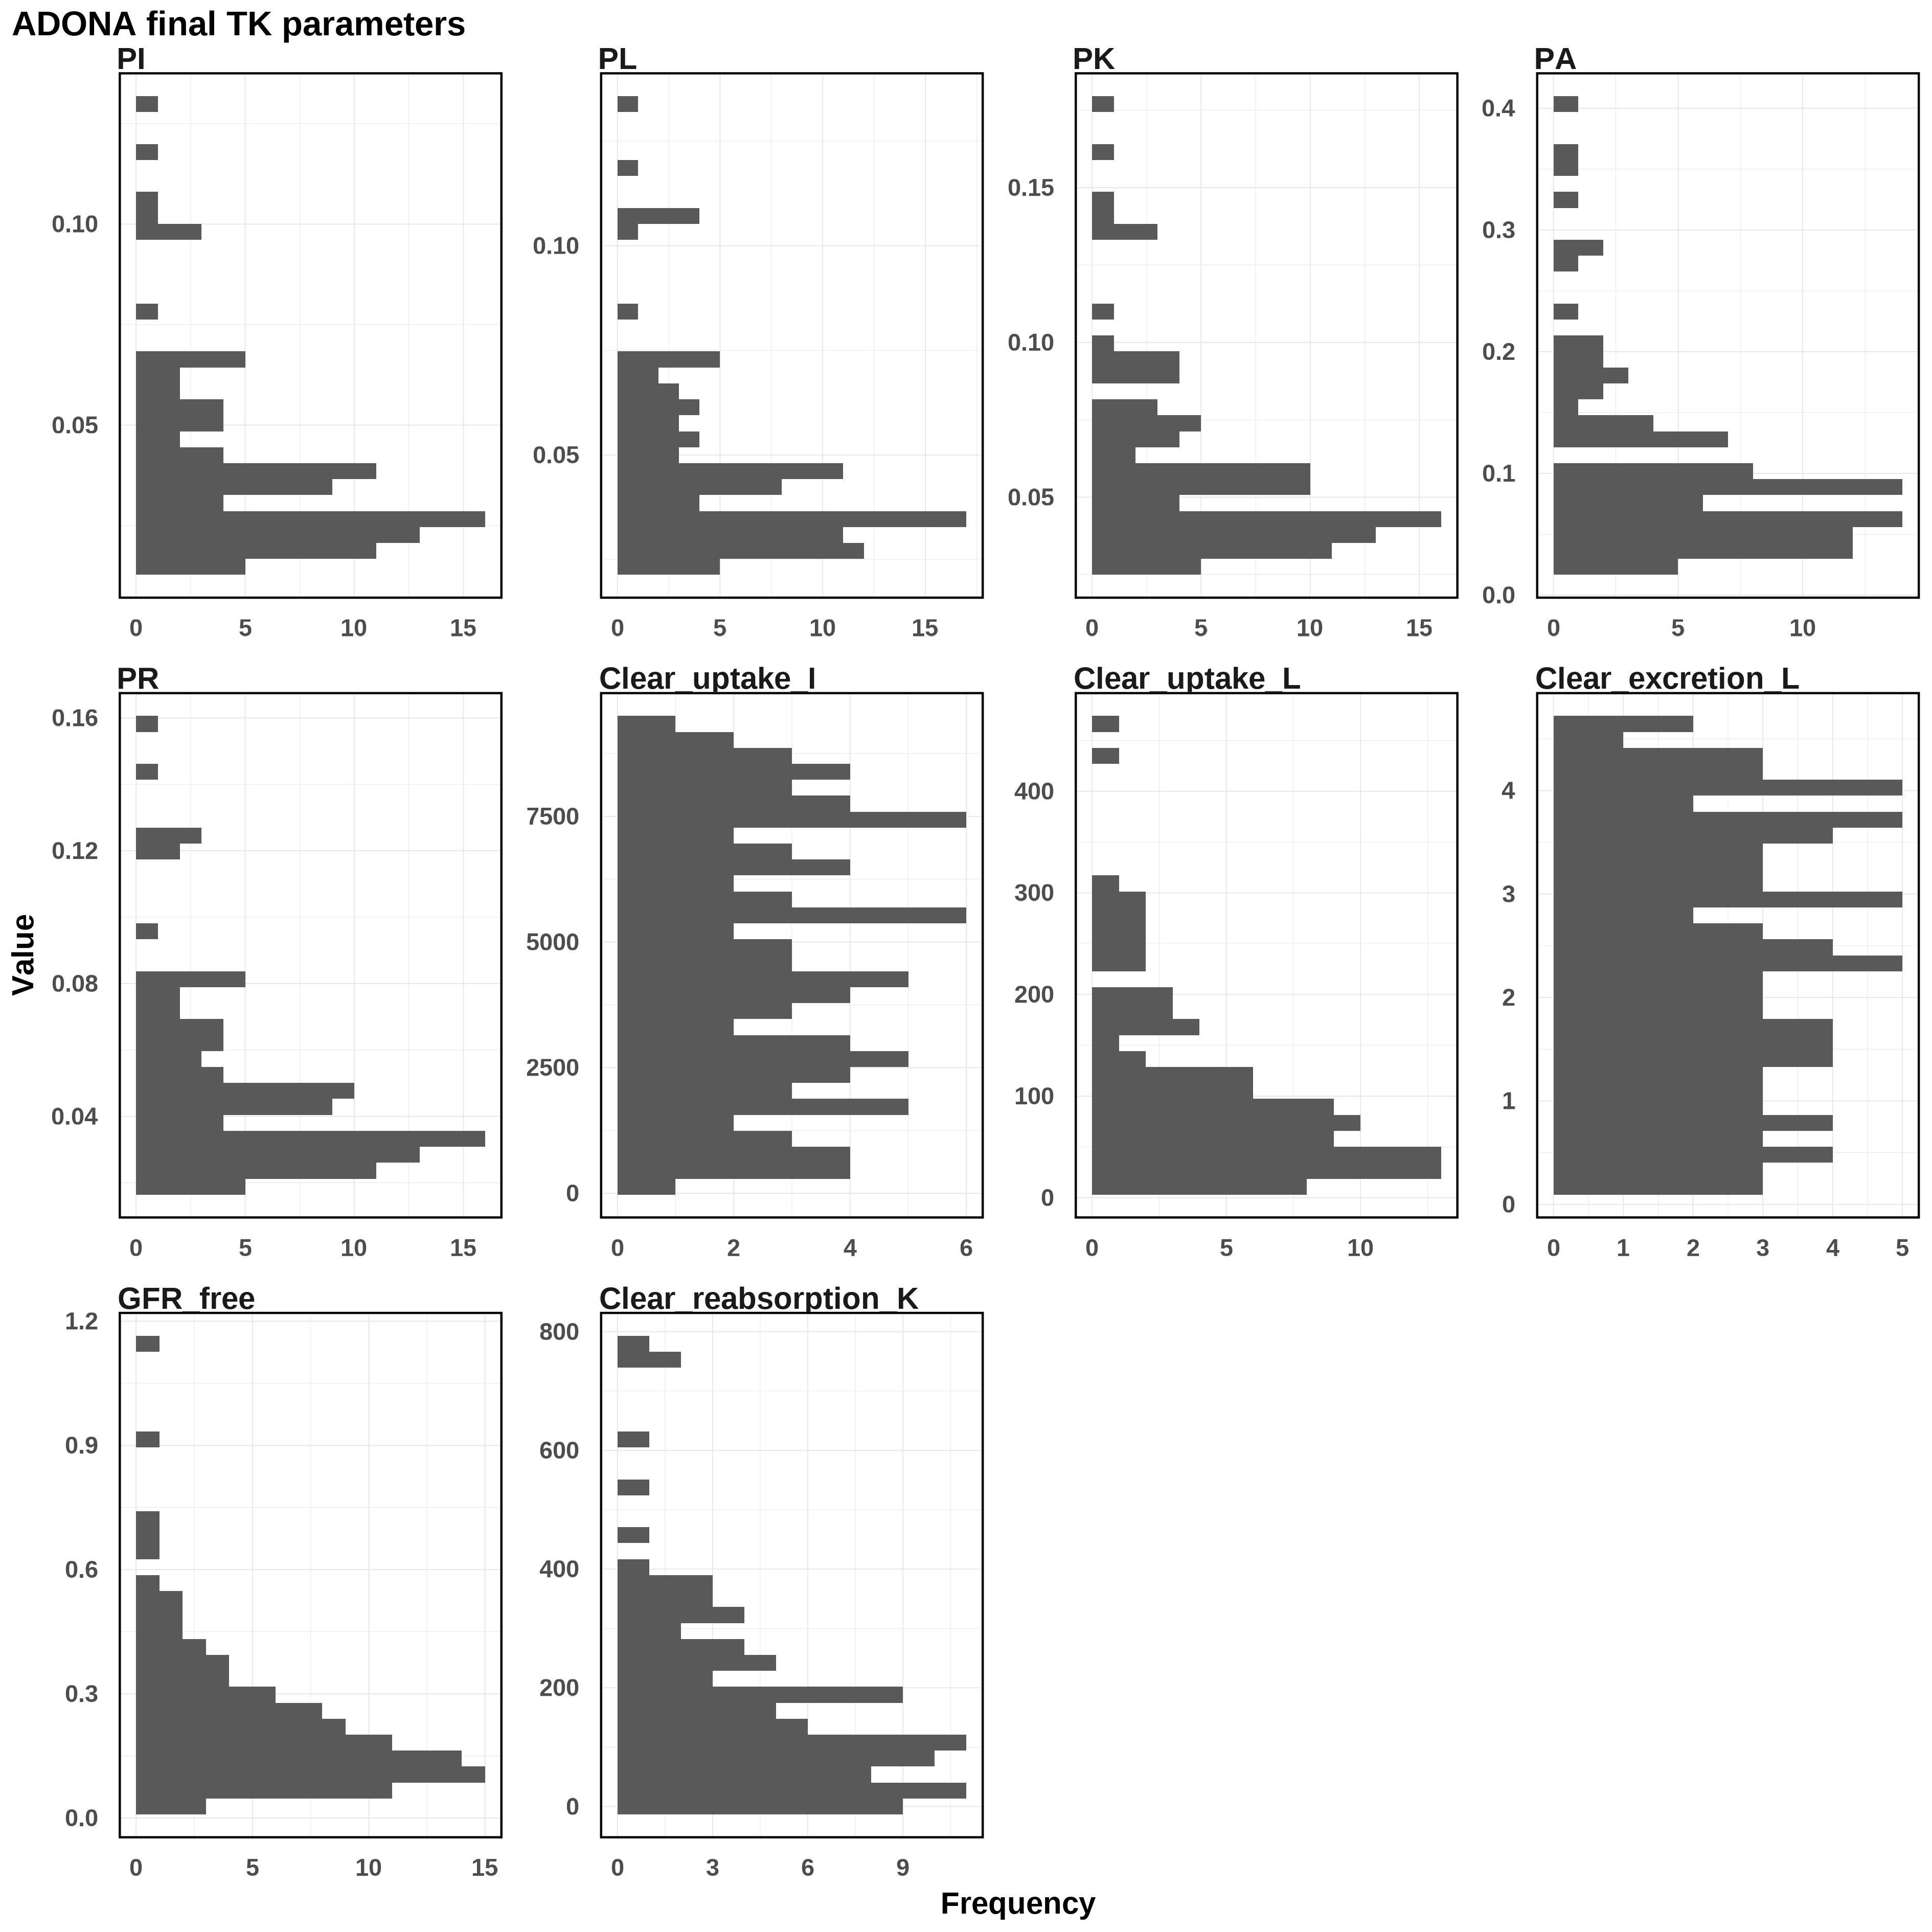 ADONA final TK parameters
PI PL PK PA
0.10
0.05
0.10
0.05
0.15
0.10
0.05
0.4
0.3
0.2
0.1
0.0
0 5 10 15
0 5 10 15
0 5 10 15
0 5 10
PR Clear_uptake_I Clear_uptake_L Clear_excretion_L
Value
0.16
0.12
0.08
0.04
7500
5000
2500
0
400
300
200
100
0
4
3
2
1
0
0 5 10 15
0 2 4 6
0 5 10
0 1 2 3 4 5
GFR_free Clear_reabsorption_K
1.2
0.9
0.6
0.3
0.0
800
600
400
200
0
0 5 10 15
0 3 6 9
Frequency